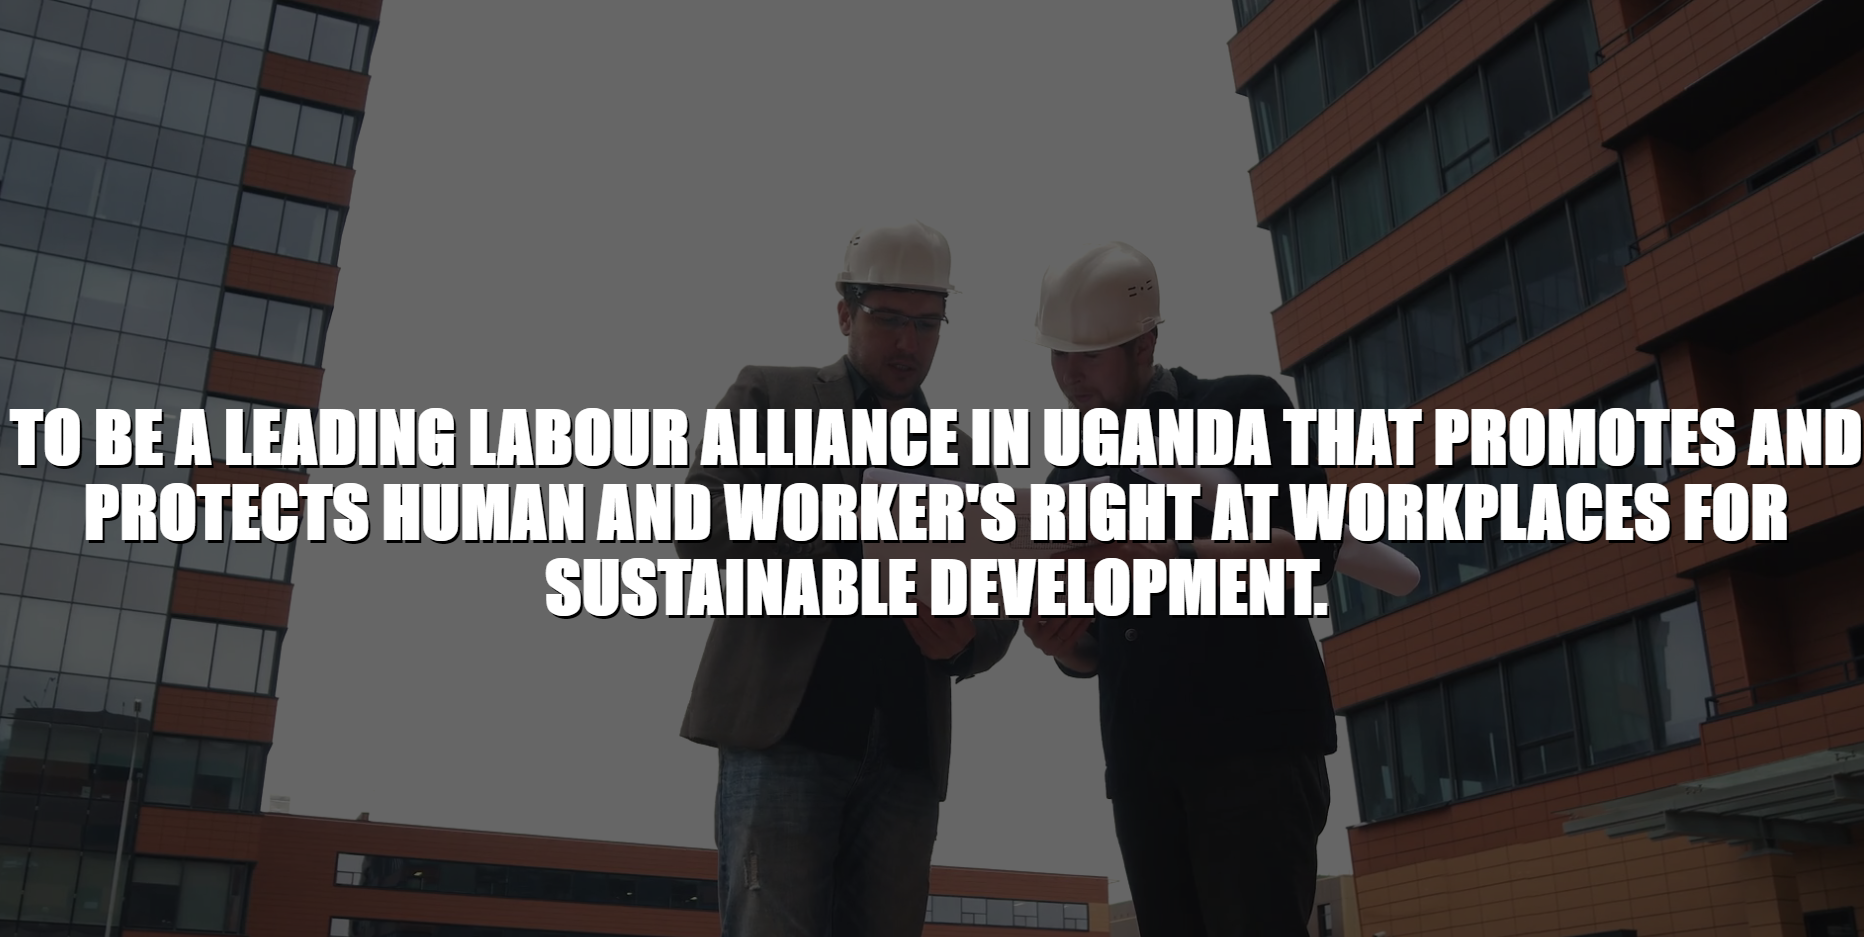 TO BE A LEADING LABOUR ALLIANCE IN UGANDA THAT PROMOTES AND
PROTECTS HUMAN AND WORKER'S RIGHT AT WORKPLACES FOR
SUSTAINABLE DEVELOPMENT.